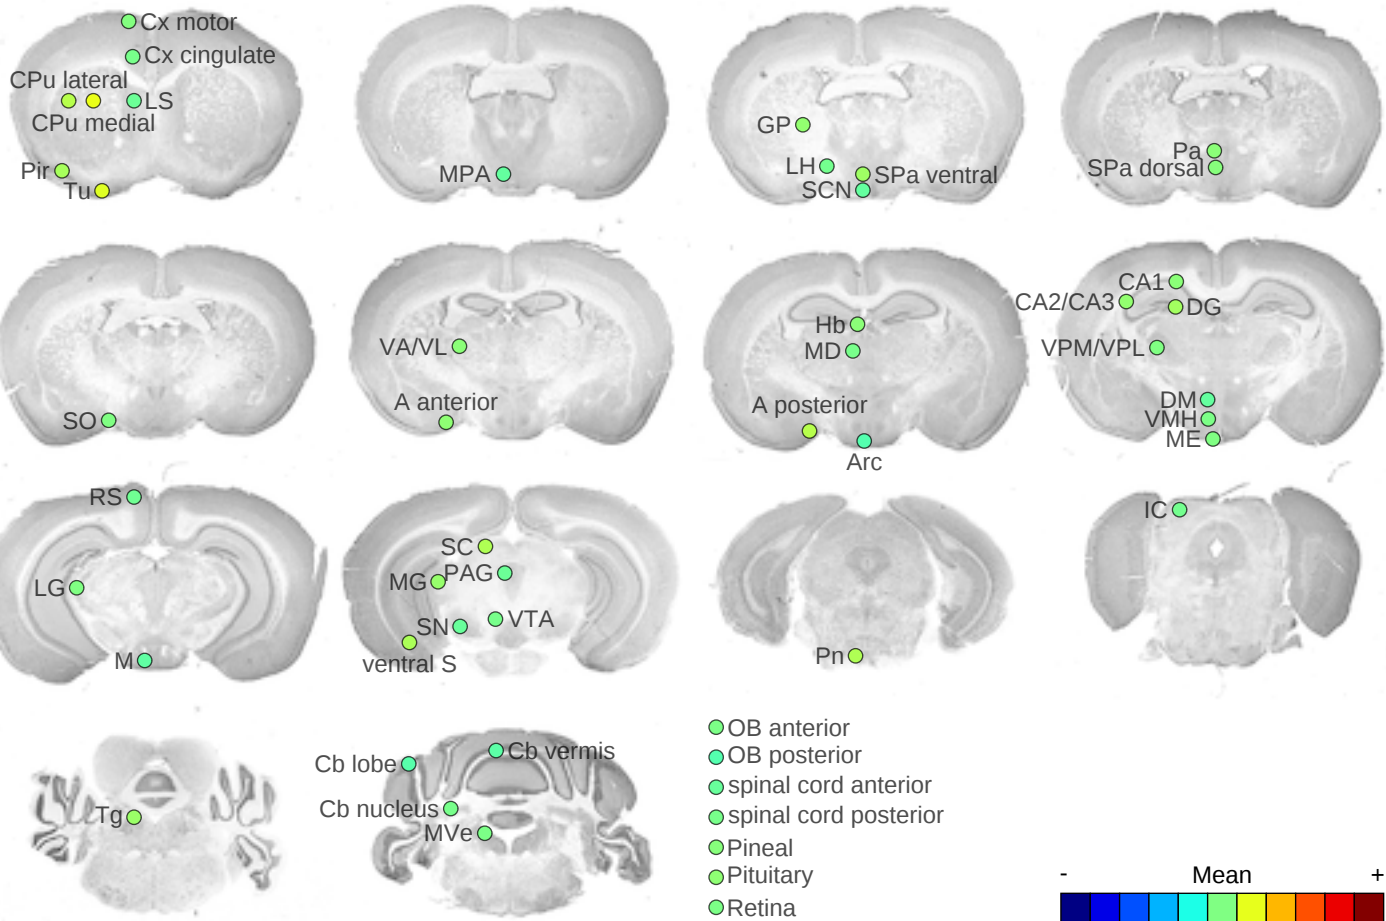 Cx motor
Cx cingulate
CPu lateral
LS
CPu medial
Pir
Tu
MPA
GP
LH
SPa ventral
SCN
Pa
SPa dorsal
SO
VA/VL
A anterior
Hb
MD
A posterior
Arc
CA1
CA2/CA3
DG
VPM/VPL
DM
VMH
ME
RS
LG
M
SC
MG
PAG
SN
VTA
ventral S
Pn
IC
Tg
Cb lobe
Cb vermis
Cb nucleus
MVe
OB anterior
OB posterior
spinal cord anterior
spinal cord posterior
Pineal
Pituitary
Retina
- Mean +